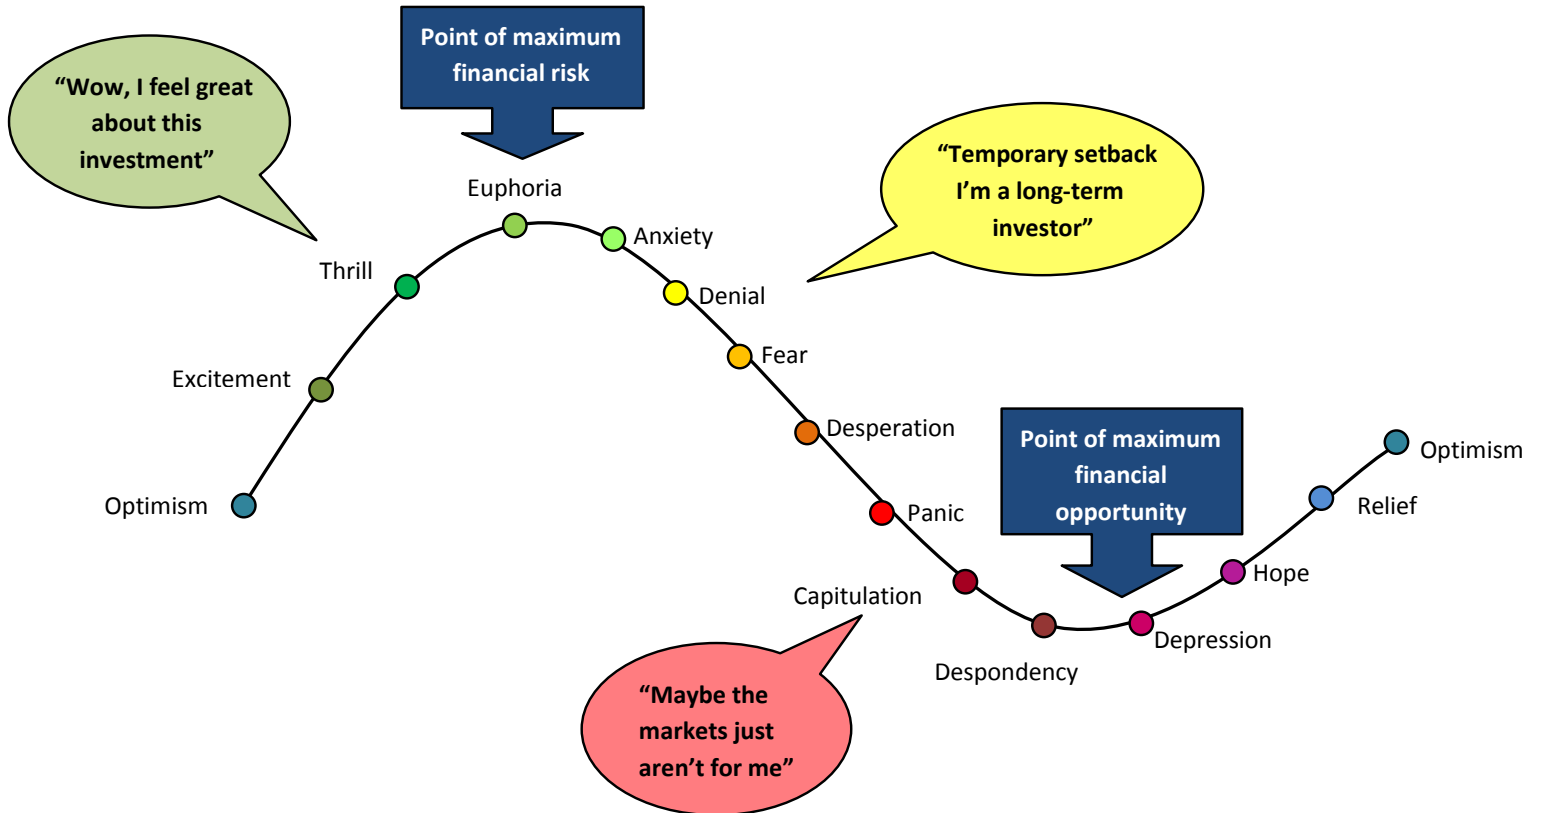 Point of maximum
financial risk
“Wow, I feel great
about this
investment”
“Temporary setback
I’m a long-term
investor”
Euphoria
Anxiety
Thrill
Denial
Fear
Excitement
Desperation
Point of maximum
financial
opportunity
Optimism
Optimism
Panic
Relief
Hope
Capitulation
Depression
Despondency
“Maybe the
markets just
aren’t for me”